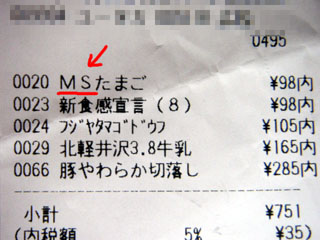 0495
0020 MSたまご ¥98内
0023 新食感宣言(8) ¥98内
0024 フジヤタマゴドウフ ¥105内
0029 北軽井沢3.8牛乳 ¥165内
0066 豚やわらか切落し ¥285内
小計 ¥751
(内税額 5% ¥35)